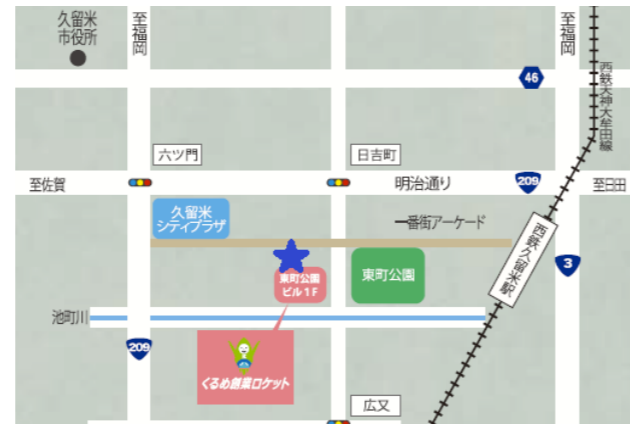 久留米
市役所
至福岡
至福岡
46
西鉄天神大牟田線
六ツ門
日吉町
至佐賀
明治通り
209
至日田
久留米
シティプラザ
一番街アーケード
西鉄久留米駅
3
東町公園
東町公園
ビル1F
池町川
209
くるめ創業ロケット
広又